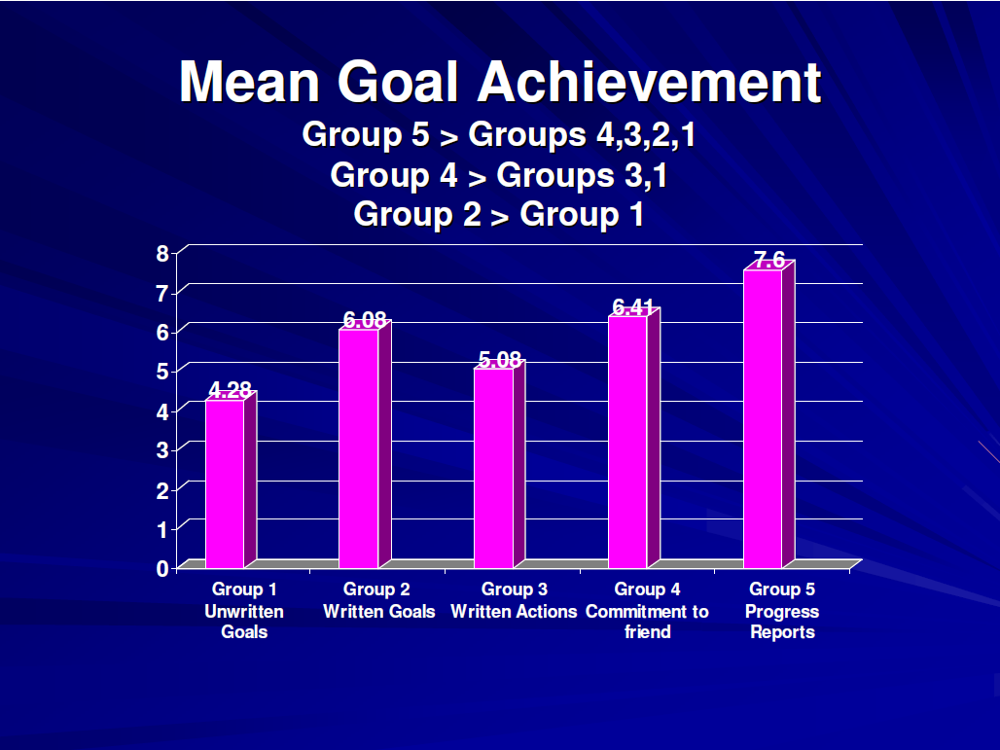 Mean Goal Achievement
Group 5 > Groups 4,3,2,1
Group 4 > Groups 3,1
Group 2 > Group 1
8
7
6
5
4
3
2
1
0
4.28
6.08
5.08
6.41
7.6
Group 1
Unwritten
Goals
Group 2
Written Goals
Group 3
Written Actions
Group 4
Commitment to
friend
Group 5
Progress
Reports